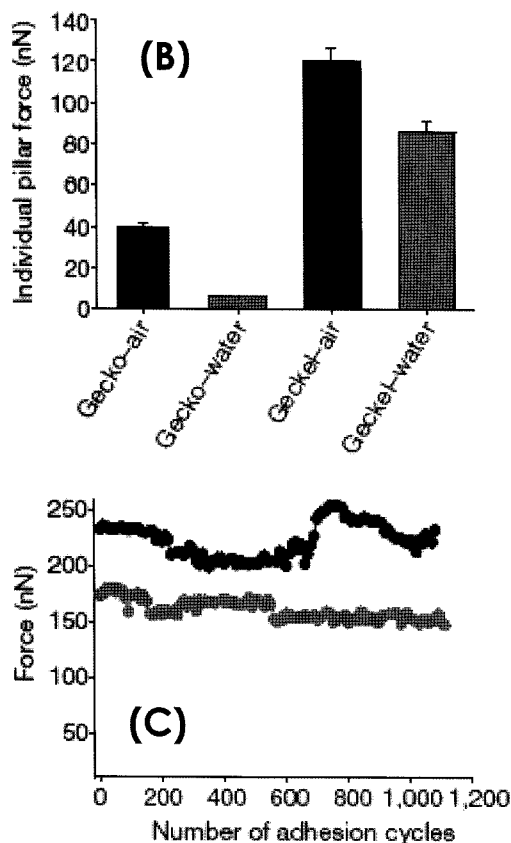 140
120
100
80
60
40
20
0
Individual pillar force (nN)
(B)
Gecko–air
Gecko–water
Geckel–air
Geckel–water
250
200
150
100
50
Force (nN)
(C)
0 200 400 600 800 1,000 1,200
Number of adhesion cycles